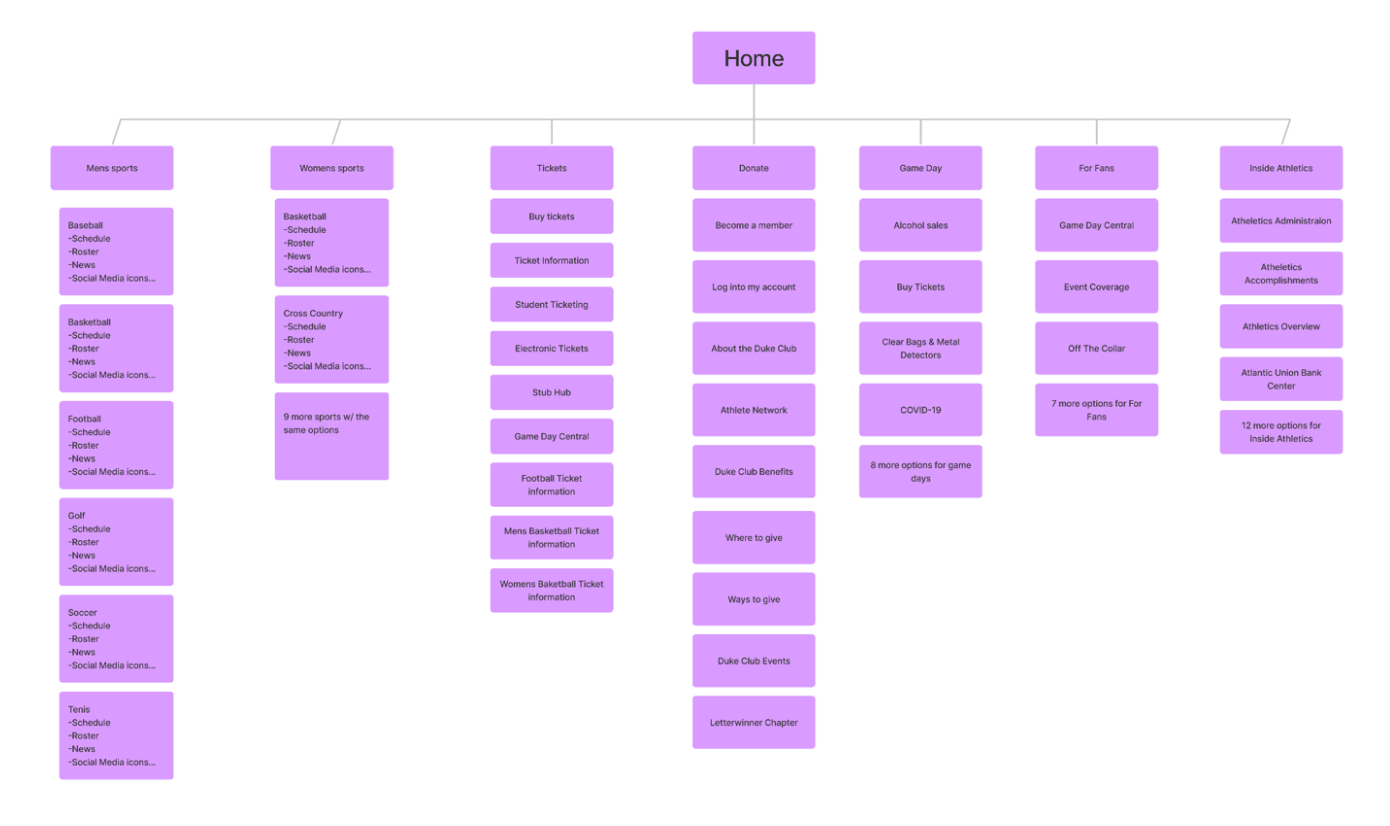 Home
Mens sports
Baseball
-Schedule
-Roster
-News
-Social Media icons...
Basketball
-Schedule
-Roster
-News
-Social Media icons...
Football
-Schedule
-Roster
-News
-Social Media icons...
Golf
-Schedule
-Roster
-News
-Social Media icons...
Soccer
-Schedule
-Roster
-News
-Social Media icons...
Tenis
-Schedule
-Roster
-News
-Social Media icons...
Womens sports
Basketball
-Schedule
-Roster
-News
-Social Media icons...
Cross Country
-Schedule
-Roster
-News
-Social Media icons...
9 more sports w/ the
same options
Tickets
Buy tickets
Ticket Information
Student Ticketing
Electronic Tickets
Stub Hub
Game Day Central
Football Ticket
information
Mens Basketball Ticket
information
Womens Baketball Ticket
information
Donate
Become a member
Log into my account
About the Duke Club
Athlete Network
Duke Club Benefits
Where to give
Ways to give
Duke Club Events
Letterwinner Chapter
Game Day
Alcohol sales
Buy Tickets
Clear Bags & Metal
Detectors
COVID-19
8 more options for game
days
For Fans
Game Day Central
Event Coverage
Off The Collar
7 more options for For
Fans
Inside Athletics
Atheletics Administraion
Atheletics
Accomplishments
Athletics Overview
Atlantic Union Bank
Center
12 more options for
Inside Athletics